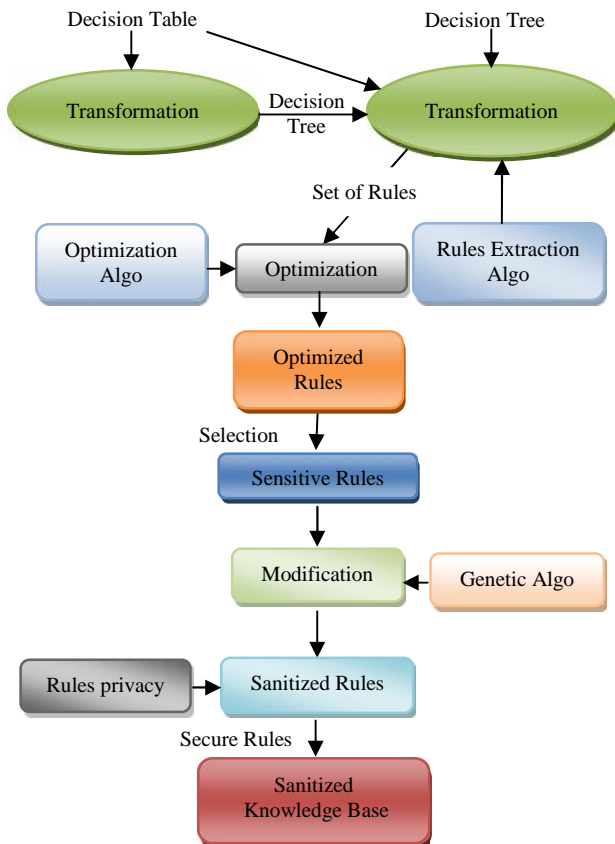 Decision Table
Decision Tree
Transformation
Decision
Tree
Transformation
Set of Rules
Optimization
Algo
Optimization
Rules Extraction
Algo
Optimized
Rules
Selection
Sensitive Rules
Modification
Genetic Algo
Rules privacy
Sanitized Rules
Secure Rules
Sanitized
Knowledge Base